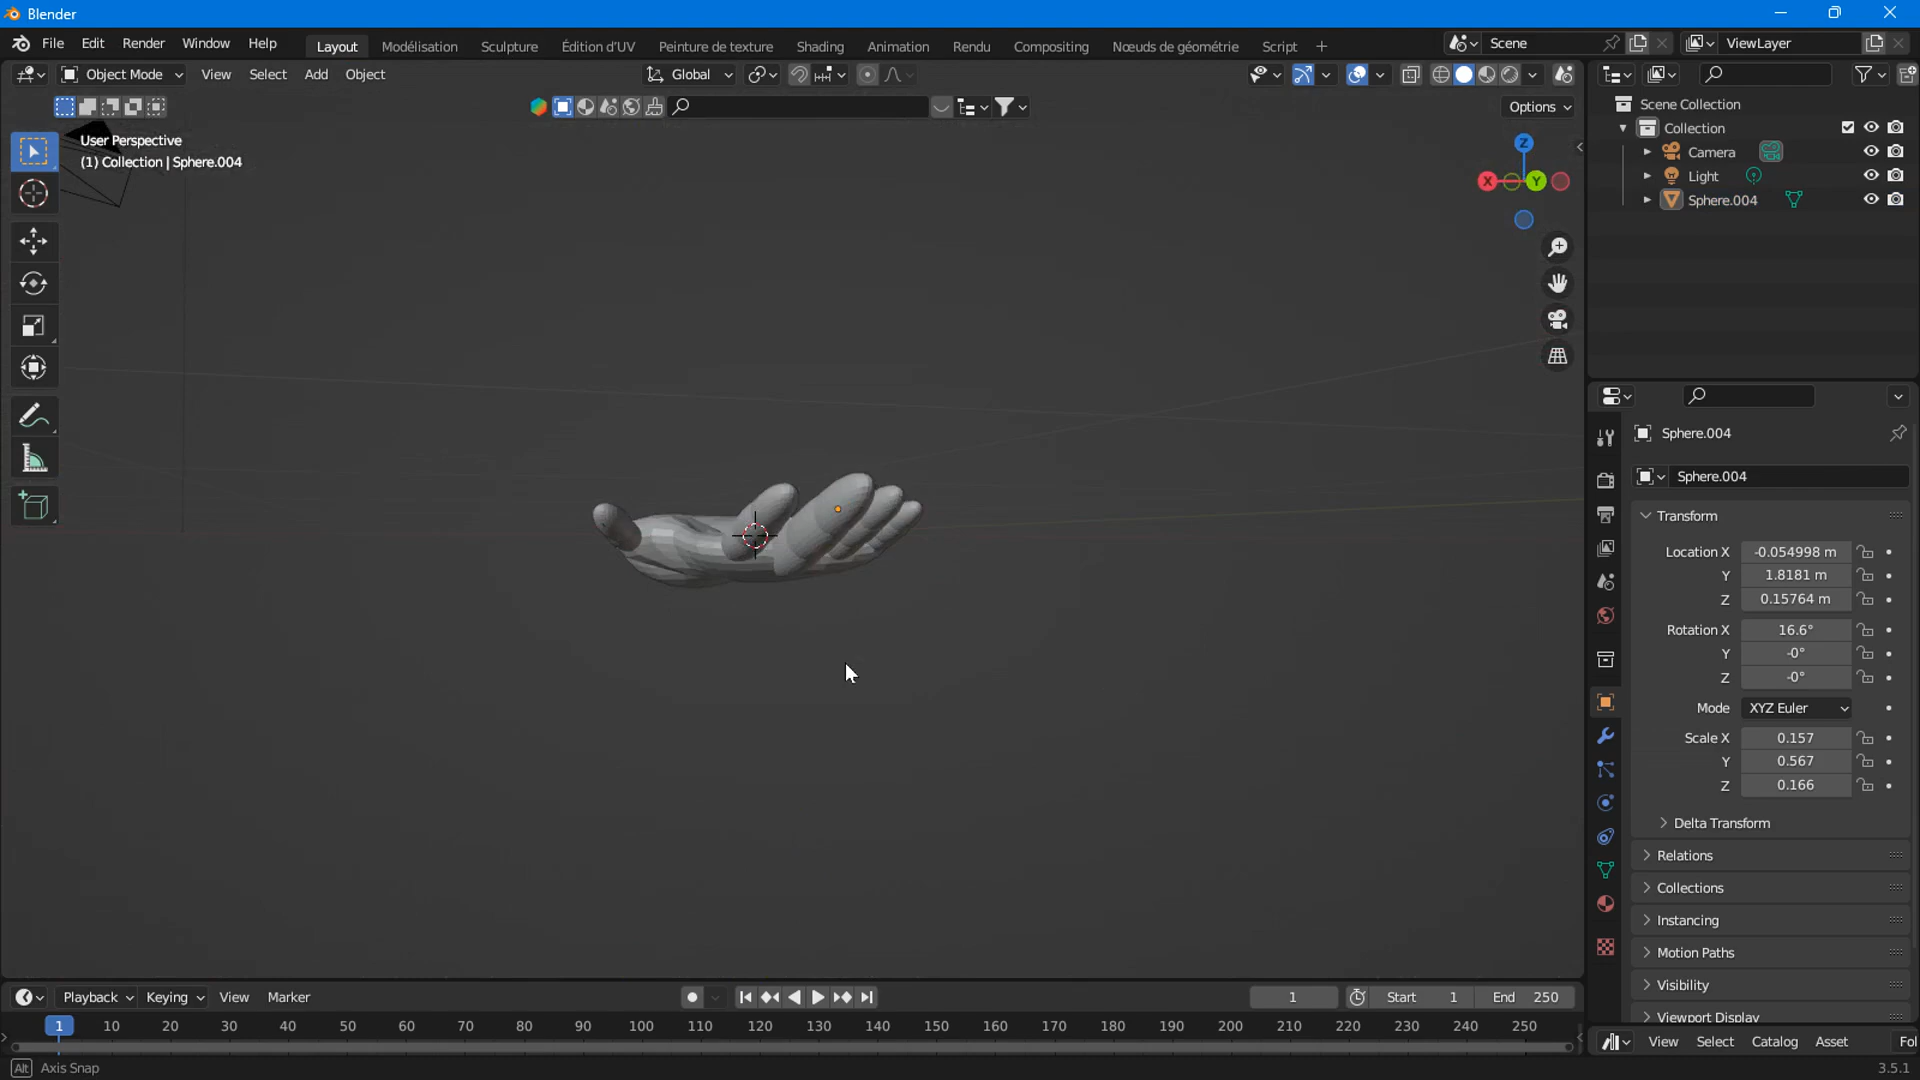 Blender
File Edit Render Window Help Layout Modélisation Sculpture Édition d'UV Peinture de texture Shading Animation Rendu Compositing Nœuds de géométrie Script + Scene ViewLayer
Object Mode View Select Add Object Global
Options
User Perspective
(1) Collection | Sphere.004
Z
X Y
Scene Collection
Collection
Camera
Light
Sphere.004
Sphere.004
Sphere.004
Transform
Location X -0.054998 m
Y 1.8181 m
Z 0.15764 m
Rotation X 16.6°
Y -0°
Z -0°
Mode XYZ Euler
Scale X 0.157
Y 0.567
Z 0.166
Delta Transform
Relations
Collections
Instancing
Motion Paths
Visibility
Viewport Display
Playback Keying View Marker 1 Start 1 End 250
1 10 20 30 40 50 60 70 80 90 100 110 120 130 140 150 160 170 180 190 200 210 220 230 240 250
View Select Catalog Asset Fol
Alt Axis Snap
3.5.1